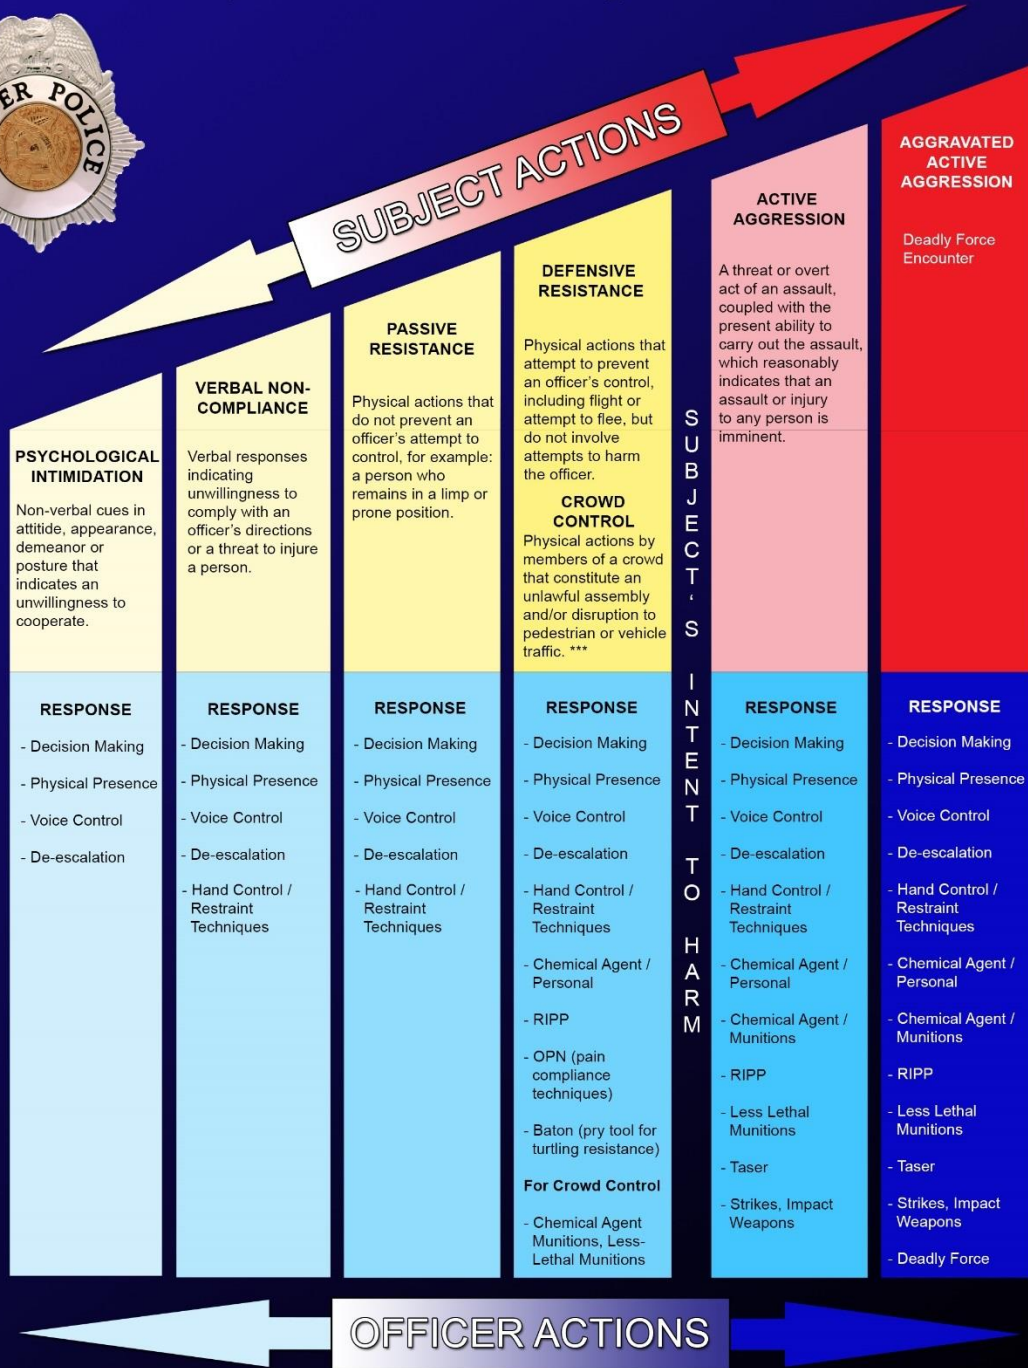 ER POLICE
SUBJECT ACTIONS
PSYCHOLOGICAL
INTIMIDATION
Non-verbal cues in
attitide, appearance,
demeanor or
posture that
indicates an
unwillingness to
cooperate.
RESPONSE
- Decision Making
- Physical Presence
- Voice Control
- De-escalation
VERBAL NON-
COMPLIANCE
Verbal responses
indicating
unwillingness to
comply with an
officer's directions
or a threat to injure
a person.
RESPONSE
- Decision Making
- Physical Presence
- Voice Control
- De-escalation
- Hand Control /
Restraint
Techniques
PASSIVE
RESISTANCE
Physical actions that
do not prevent an
officer's attempt to
control, for example:
a person who
remains in a limp or
prone position.
RESPONSE
- Decision Making
- Physical Presence
- Voice Control
- De-escalation
- Hand Control /
Restraint
Techniques
DEFENSIVE
RESISTANCE
Physical actions that
attempt to prevent
an officer's control,
including flight or
attempt to flee, but
do not involve
attempts to harm
the officer.
CROWD
CONTROL
Physical actions by
members of a crowd
that constitute an
unlawful assembly
and/or disruption to
pedestrian or vehicle
traffic. ***
RESPONSE
- Decision Making
- Physical Presence
- Voice Control
- De-escalation
- Hand Control /
Restraint
Techniques
- Chemical Agent /
Personal
- RIPP
- OPN (pain
compliance
techniques)
- Baton (pry tool for
turtling resistance)
For Crowd Control
- Chemical Agent
Munitions, Less-
Lethal Munitions
SUBJECT'S INTENT TO HARM
ACTIVE
AGGRESSION
A threat or overt
act of an assault,
coupled with the
present ability to
carry out the assault,
which reasonably
indicates that an
assault or injury
to any person is
imminent.
RESPONSE
- Decision Making
- Physical Presence
- Voice Control
- De-escalation
- Hand Control /
Restraint
Techniques
- Chemical Agent /
Personal
- Chemical Agent /
Munitions
- RIPP
- Less Lethal
Munitions
- Taser
- Strikes, Impact
Weapons
AGGRAVATED
ACTIVE
AGGRESSION
Deadly Force
Encounter
RESPONSE
- Decision Making
- Physical Presence
- Voice Control
- De-escalation
- Hand Control /
Restraint
Techniques
- Chemical Agent /
Personal
- Chemical Agent /
Munitions
- RIPP
- Less Lethal
Munitions
- Taser
- Strikes, Impact
Weapons
- Deadly Force
OFFICER ACTIONS